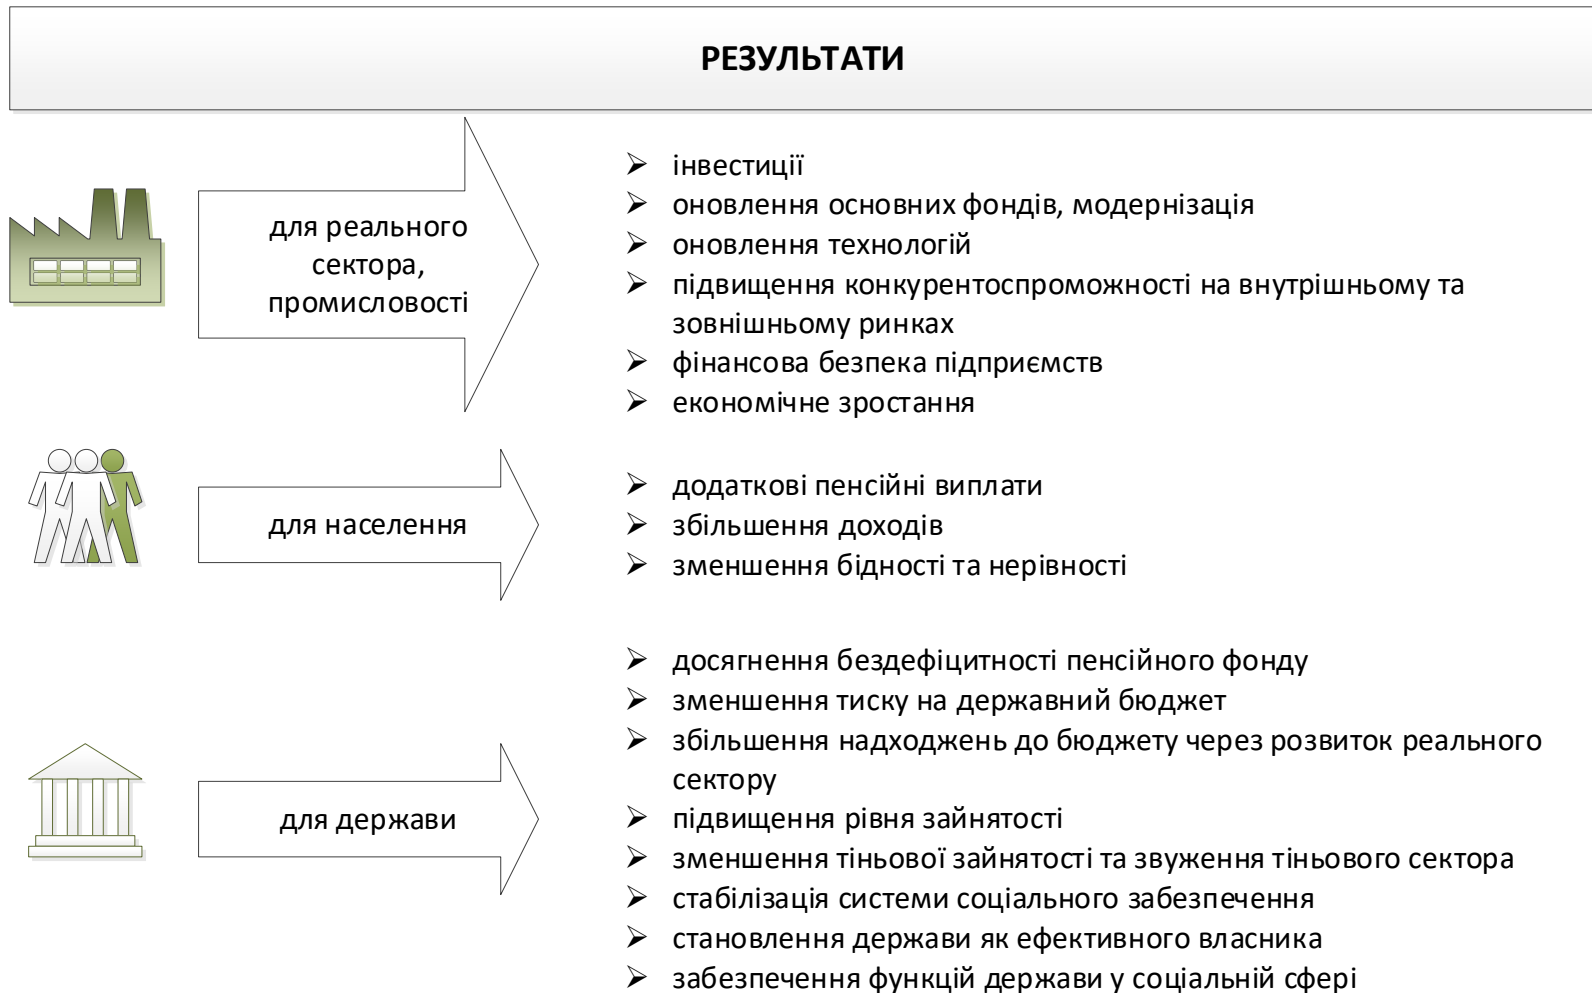 РЕЗУЛЬТАТИ
для реального
сектора,
промисловості
➢ інвестиції
➢ оновлення основних фондів, модернізація
➢ оновлення технологій
➢ підвищення конкурентоспроможності на внутрішньому та
зовнішньому ринках
➢ фінансова безпека підприємств
➢ економічне зростання
для населення
➢ додаткові пенсійні виплати
➢ збільшення доходів
➢ зменшення бідності та нерівності
для держави
➢ досягнення бездефіцитності пенсійного фонду
➢ зменшення тиску на державний бюджет
➢ збільшення надходжень до бюджету через розвиток реального
сектору
➢ підвищення рівня зайнятості
➢ зменшення тіньової зайнятості та звуження тіньового сектора
➢ стабілізація системи соціального забезпечення
➢ становлення держави як ефективного власника
➢ забезпечення функцій держави у соціальній сфері